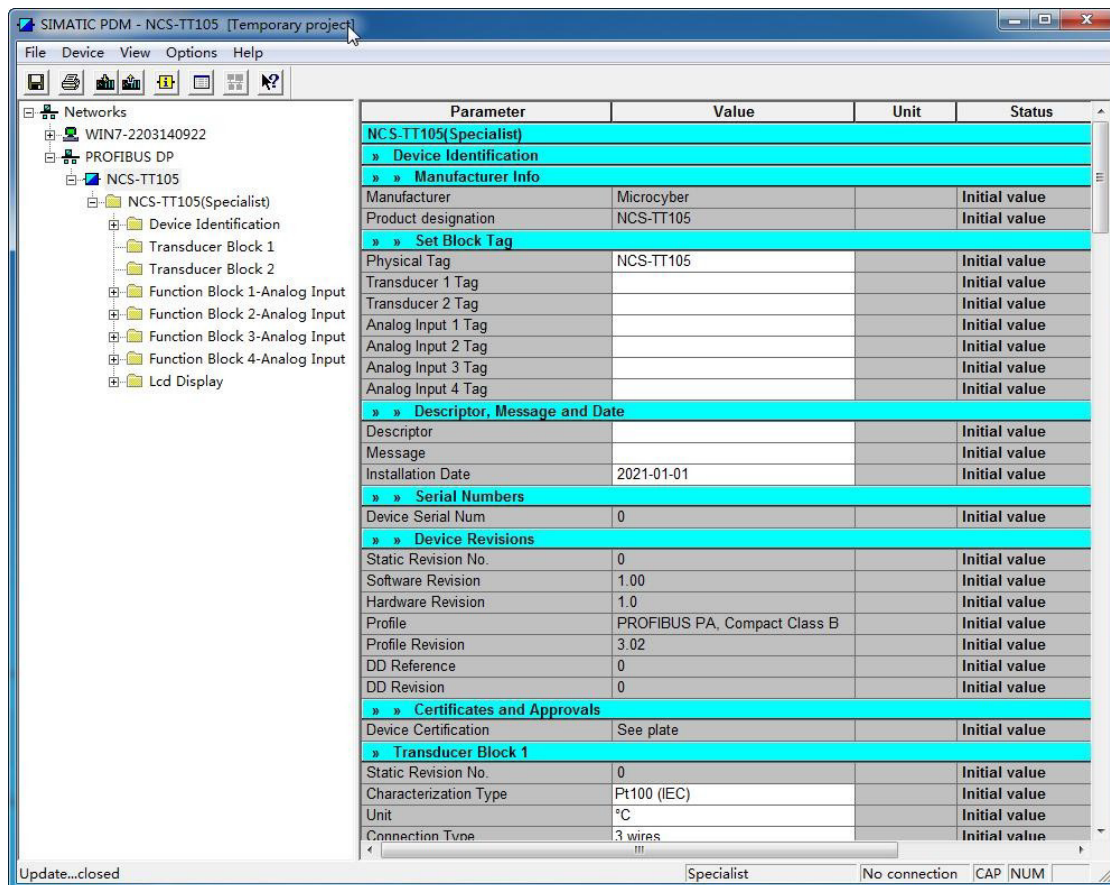 SIMATIC PDM - NCS-TT105 [Temporary project]
File Device View Options Help
Networks
WIN7-2203140922
PROFIBUS DP
NCS-TT105
NCS-TT105(Specialist)
Device Identification
Transducer Block 1
Transducer Block 2
Function Block 1-Analog Input
Function Block 2-Analog Input
Function Block 3-Analog Input
Function Block 4-Analog Input
Lcd Display
Parameter Value Unit Status
NCS-TT105(Specialist)
» Device Identification
» » Manufacturer Info
Manufacturer Microcyber Initial value
Product designation NCS-TT105 Initial value
» » Set Block Tag
Physical Tag NCS-TT105 Initial value
Transducer 1 Tag Initial value
Transducer 2 Tag Initial value
Analog Input 1 Tag Initial value
Analog Input 2 Tag Initial value
Analog Input 3 Tag Initial value
Analog Input 4 Tag Initial value
» » Descriptor, Message and Date
Descriptor Initial value
Message Initial value
Installation Date 2021-01-01 Initial value
» » Serial Numbers
Device Serial Num 0 Initial value
» » Device Revisions
Static Revision No. 0 Initial value
Software Revision 1.00 Initial value
Hardware Revision 1.0 Initial value
Profile PROFIBUS PA, Compact Class B Initial value
Profile Revision 3.02 Initial value
DD Reference 0 Initial value
DD Revision 0 Initial value
» » Certificates and Approvals
Device Certification See plate Initial value
» Transducer Block 1
Static Revision No. 0 Initial value
Characterization Type Pt100 (IEC) Initial value
Unit °C Initial value
Connection Type 3 wires Initial value
Update...closed Specialist No connection CAP NUM